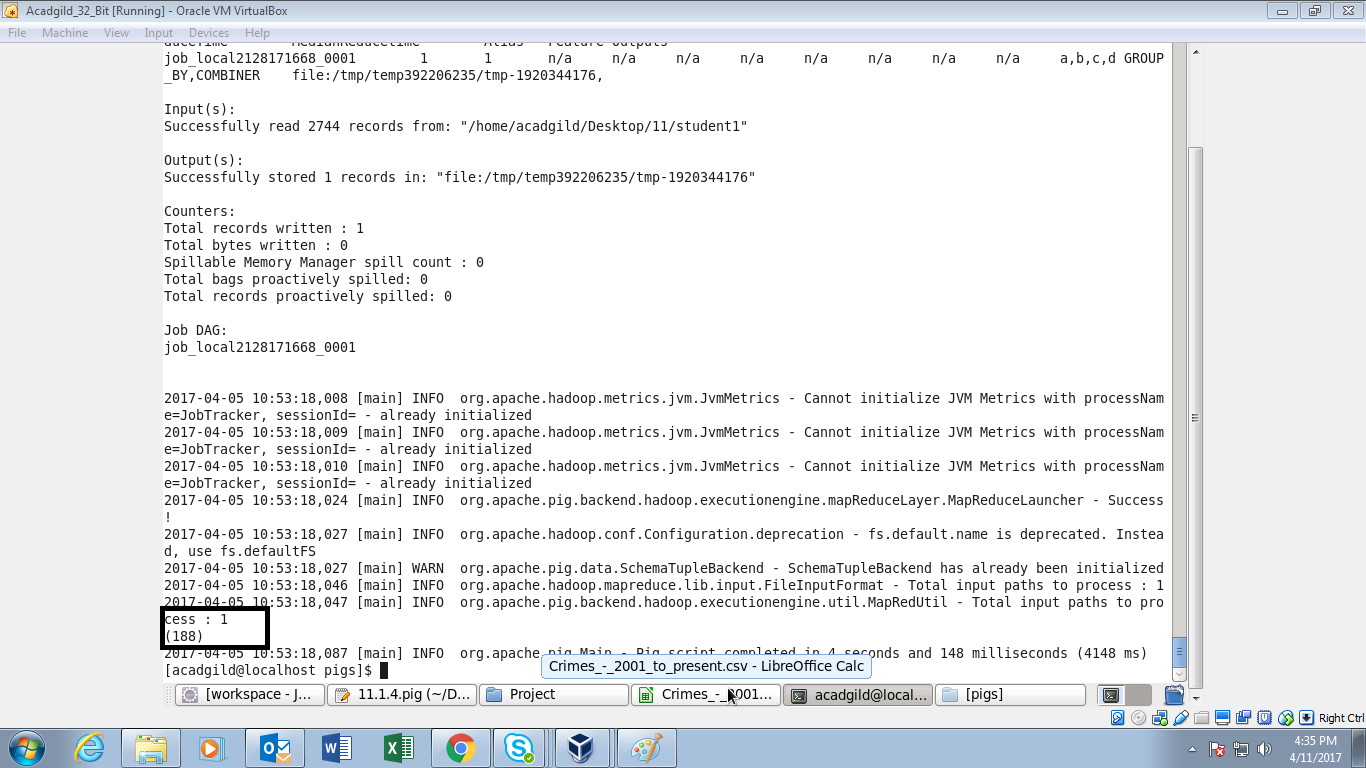 Acadgild_32_Bit [Running] - Oracle VM VirtualBox
File Machine View Input Devices Help
duceTime MedianReducetime Alias Feature Outputs
job_local2128171668_0001 1 1 n/a n/a n/a n/a n/a n/a n/a n/a a,b,c,d GROUP
_BY,COMBINER file:/tmp/temp392206235/tmp-1920344176,
Input(s):
Successfully read 2744 records from: "/home/acadgild/Desktop/11/student1"
Output(s):
Successfully stored 1 records in: "file:/tmp/temp392206235/tmp-1920344176"
Counters:
Total records written : 1
Total bytes written : 0
Spillable Memory Manager spill count : 0
Total bags proactively spilled: 0
Total records proactively spilled: 0
Job DAG:
job_local2128171668_0001
2017-04-05 10:53:18,008 [main] INFO org.apache.hadoop.metrics.jvm.JvmMetrics - Cannot initialize JVM Metrics with processNam
e=JobTracker, sessionId= - already initialized
2017-04-05 10:53:18,009 [main] INFO org.apache.hadoop.metrics.jvm.JvmMetrics - Cannot initialize JVM Metrics with processNam
e=JobTracker, sessionId= - already initialized
2017-04-05 10:53:18,010 [main] INFO org.apache.hadoop.metrics.jvm.JvmMetrics - Cannot initialize JVM Metrics with processNam
e=JobTracker, sessionId= - already initialized
2017-04-05 10:53:18,024 [main] INFO org.apache.pig.backend.hadoop.executionengine.mapReduceLayer.MapReduceLauncher - Success
!
2017-04-05 10:53:18,027 [main] INFO org.apache.hadoop.conf.Configuration.deprecation - fs.default.name is deprecated. Instea
d, use fs.defaultFS
2017-04-05 10:53:18,027 [main] WARN org.apache.pig.data.SchemaTupleBackend - SchemaTupleBackend has already been initialized
2017-04-05 10:53:18,046 [main] INFO org.apache.hadoop.mapreduce.lib.input.FileInputFormat - Total input paths to process : 1
2017-04-05 10:53:18,047 [main] INFO org.apache.pig.backend.hadoop.executionengine.util.MapRedUtil - Total input paths to pro
cess : 1
(188)
2017-04-05 10:53:18,087 [main] INFO org.apache.pig.Main - Pig script completed in 4 seconds and 148 milliseconds (4148 ms)
[acadgild@localhost pigs]$
Crimes_-_2001_to_present.csv - LibreOffice Calc
[workspace - J... 11.1.4.pig (~/D... Project Crimes_-_2001... acadgild@local... [pigs]
Right Ctrl
4:35 PM
4/11/2017